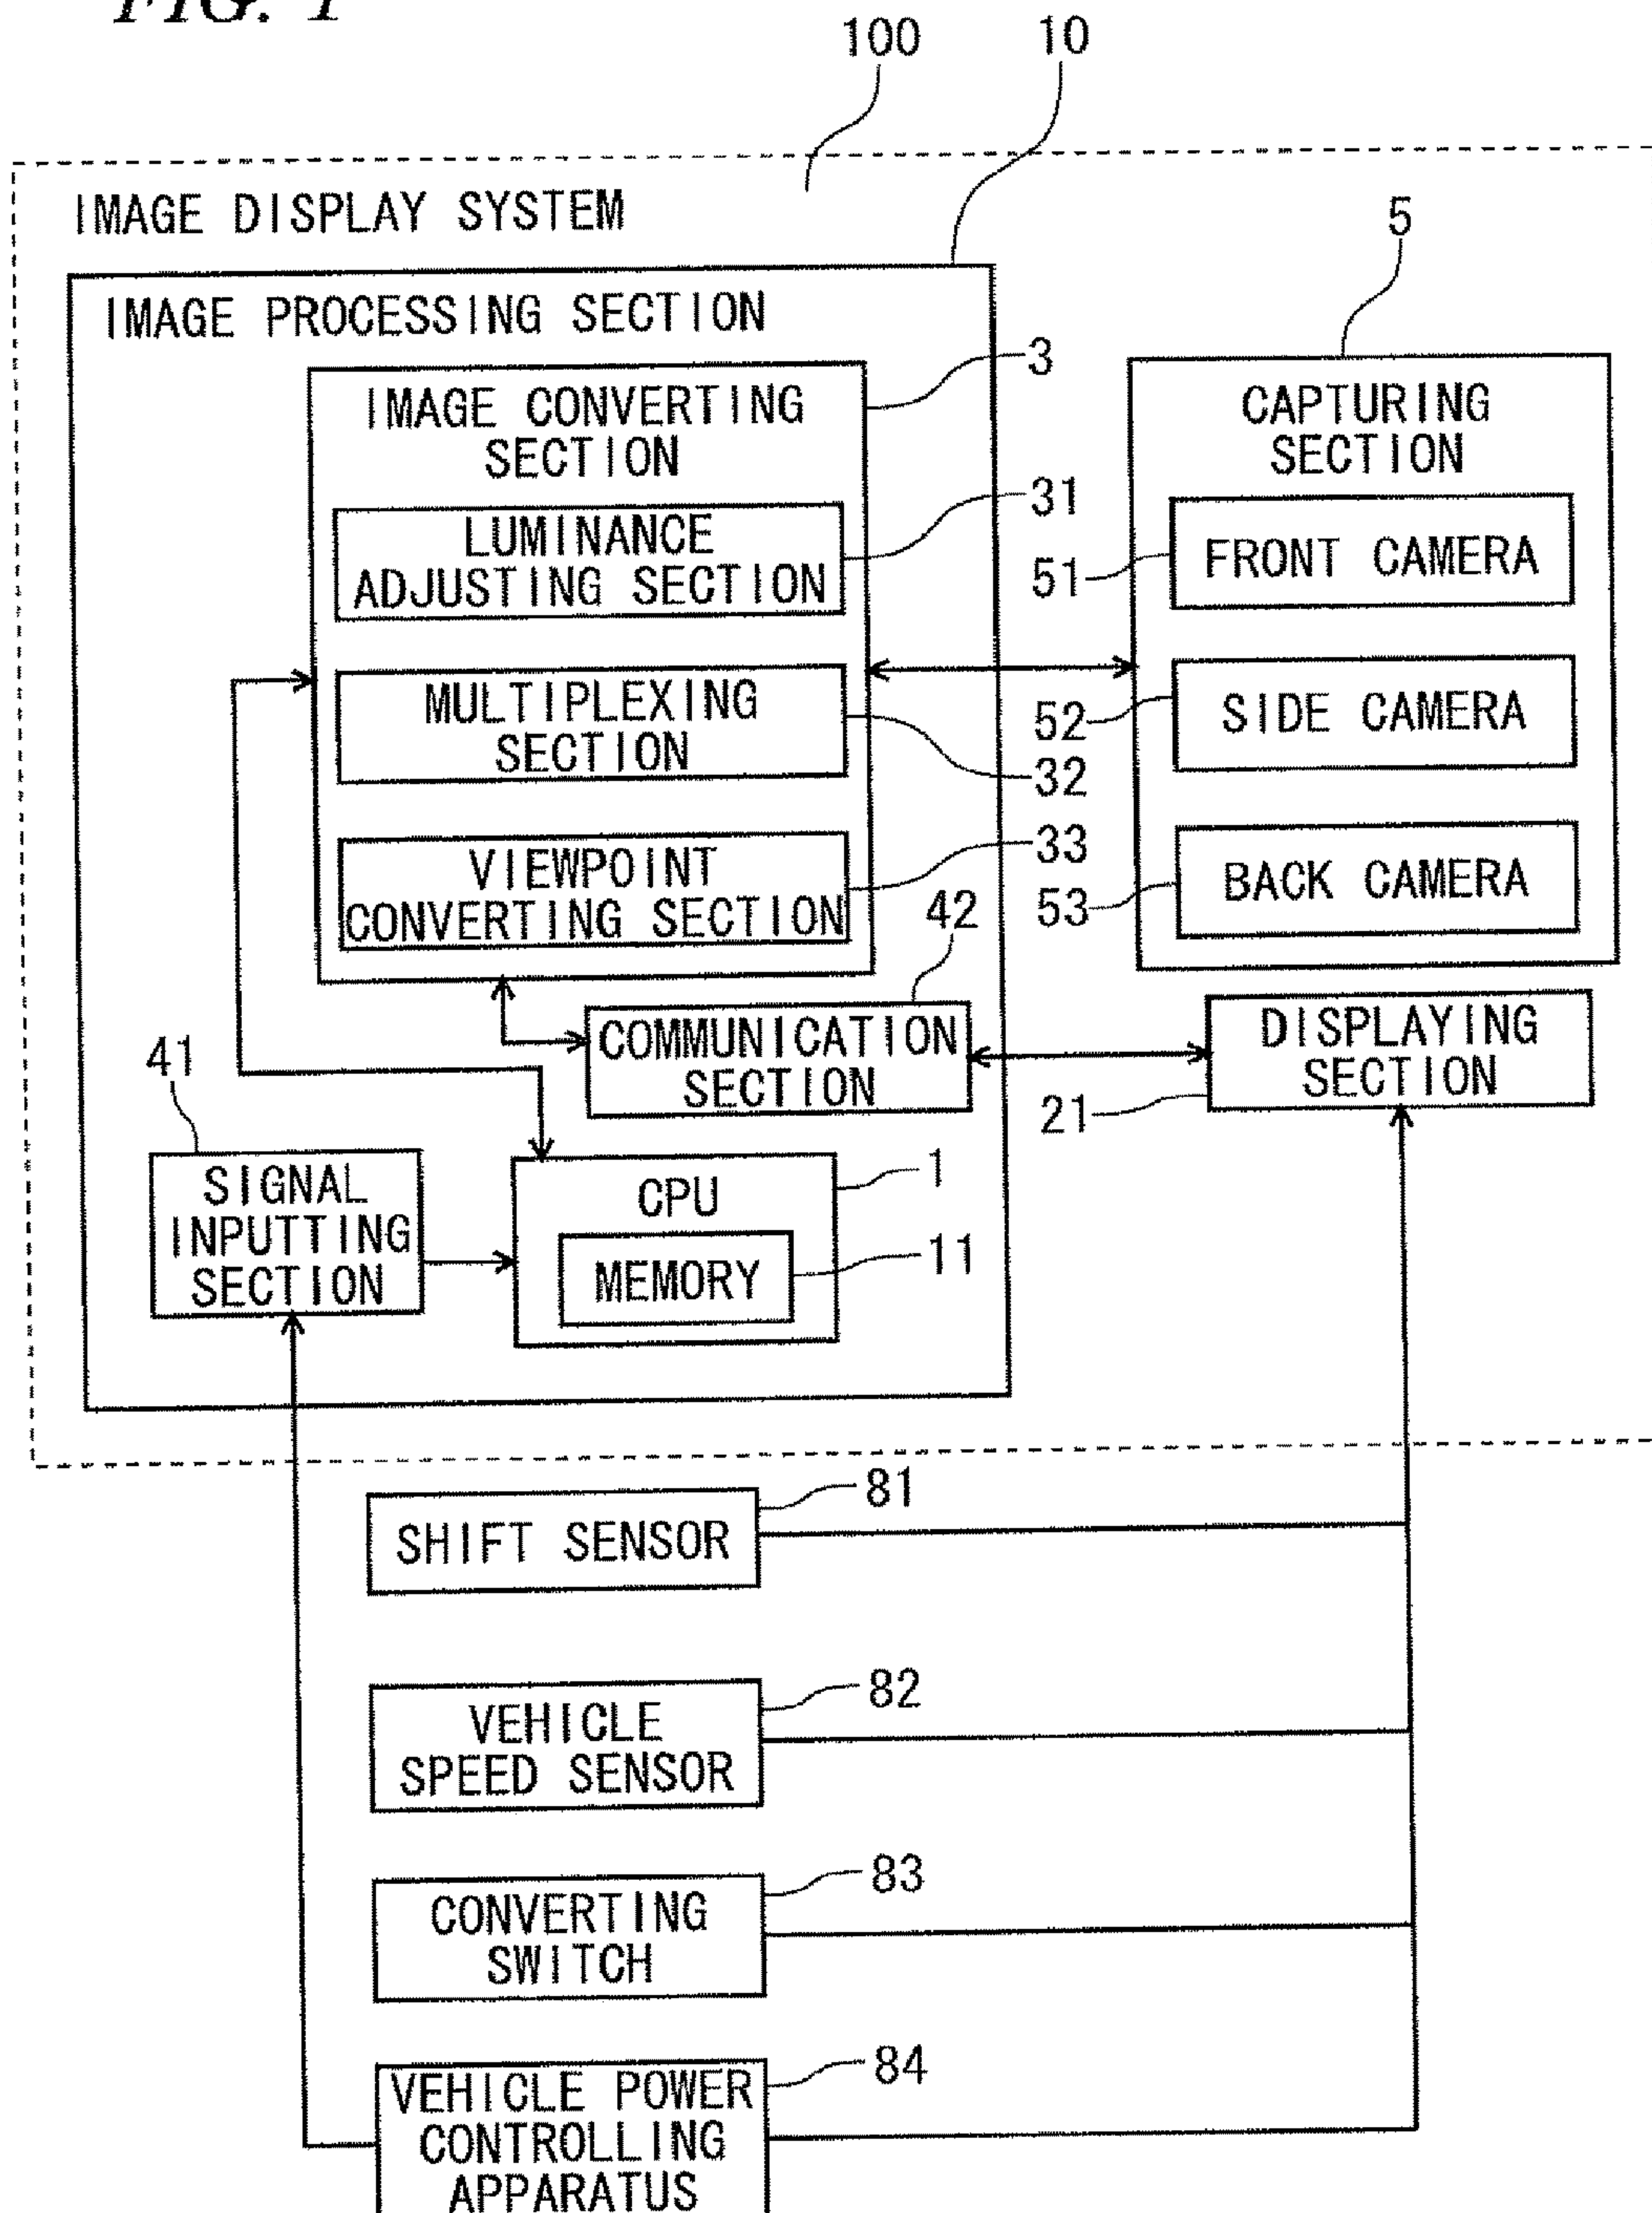 FIG. 1
100
10
IMAGE DISPLAY SYSTEM
5
IMAGE PROCESSING SECTION
3
IMAGE CONVERTING
SECTION
CAPTURING
SECTION
31
LUMINANCE
ADJUSTING SECTION
51
FRONT CAMERA
MULTIPLEXING
SECTION
32
52
SIDE CAMERA
33
VIEWPOINT
CONVERTING SECTION
42
53
BACK CAMERA
41
COMMUNICATION
SECTION
DISPLAYING
SECTION
21
SIGNAL
INPUTTING
SECTION
1
CPU
11
MEMORY
81
SHIFT SENSOR
82
VEHICLE
SPEED SENSOR
83
CONVERTING
SWITCH
84
VEHICLE POWER
CONTROLLING
APPARATUS